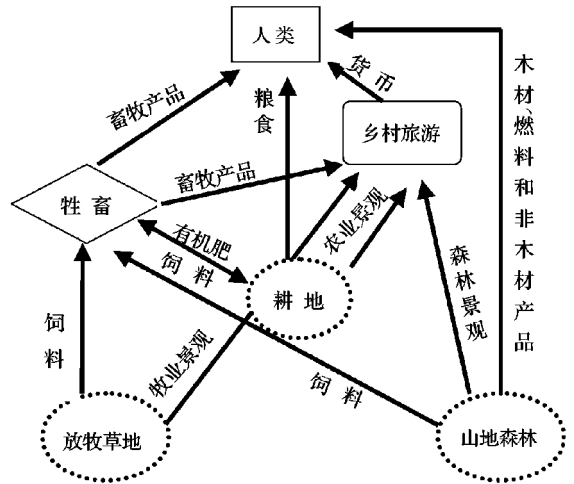 人类
货币
木材、燃料和非木材产品
畜牧产品
粮食
乡村旅游
畜牧产品
牲畜
有机肥
农业景观
饲料
耕地
森林景观
饲料
牧业景观
饲料
放牧草地
山地森林